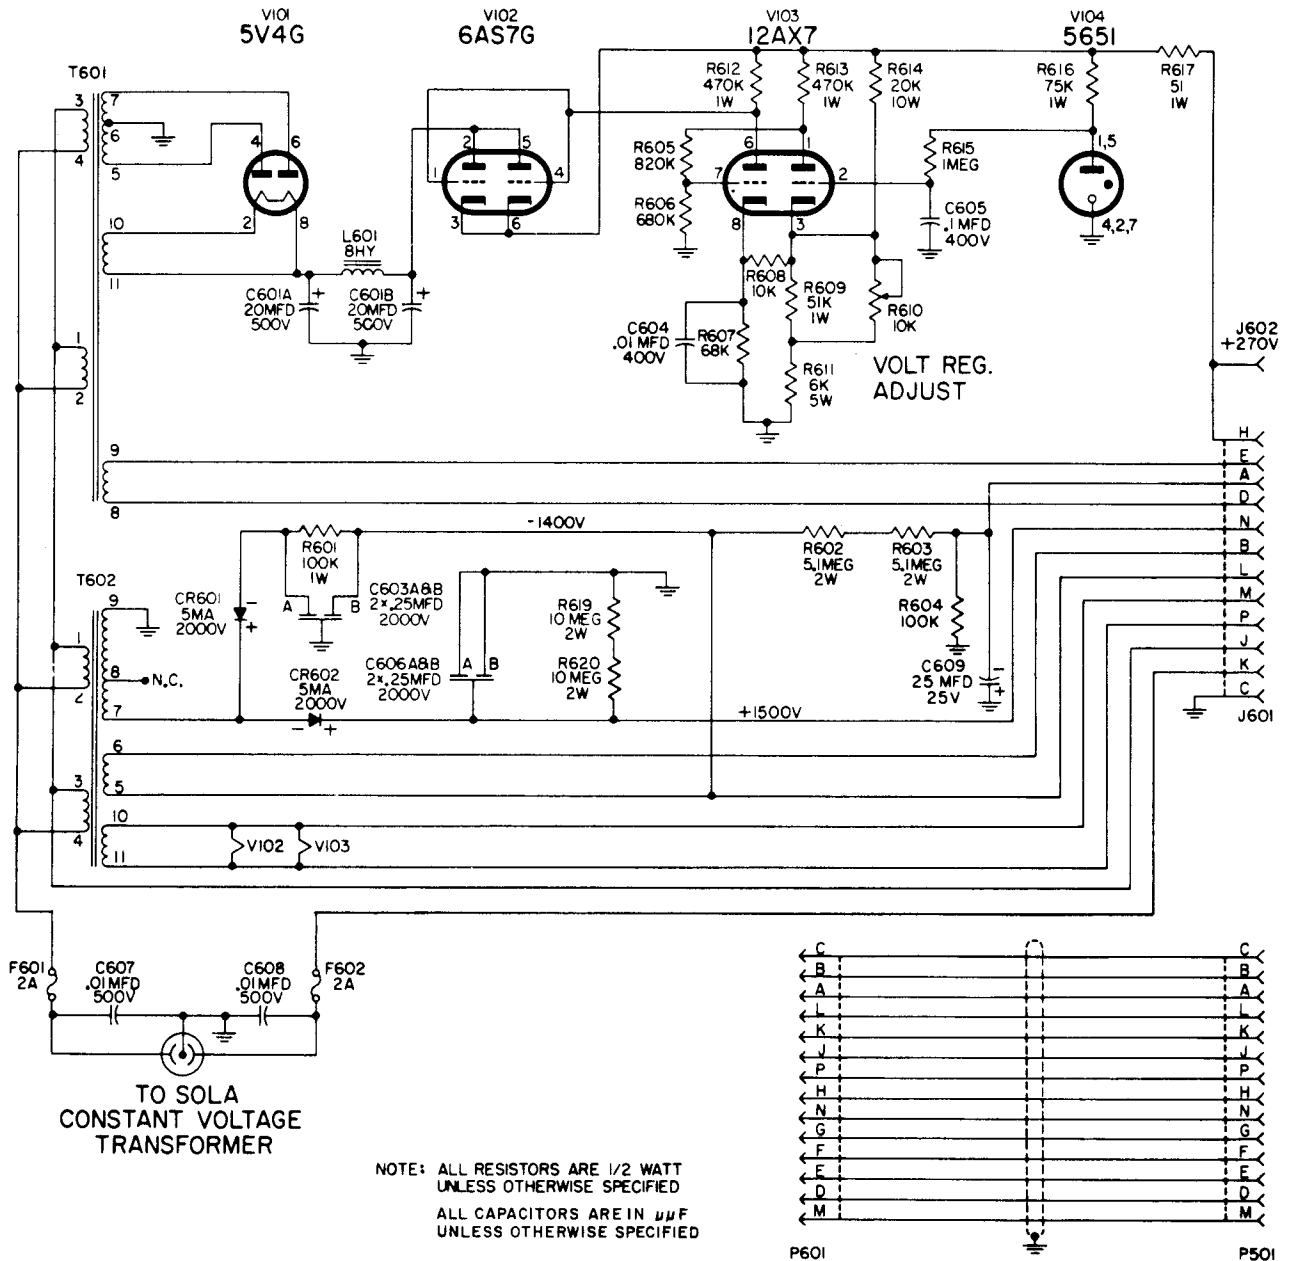 V101
5V4G
V102
6AS7G
V103
12AX7
V104
5651
T601
3
4
7
6
5
10
11
4
6
2
8
L601
8HY
C601A
20MFD
500V
+
C601B
20MFD
500V
+
1
2
5
4
3
6
R612
470K
1W
R613
470K
1W
R614
20K
10W
R616
75K
1W
R617
51
1W
R605
820K
R606
680K
6
1
7
2
8
3
R615
1MEG
C605
.1MFD
400V
1,5
4,2,7
R608
10K
R609
51K
1W
R610
10K
C604
.01 MFD
400V
R607
68K
R611
6K
5W
VOLT REG.
ADJUST
J602
+270V
1
2
9
8
H
E
A
D
N
B
L
M
P
J
K
C
J601
-1400V
R601
100K
1W
A
B
C603A&B
2x.25MFD
2000V
R602
5.1MEG
2W
R603
5.1MEG
2W
R604
100K
T602
9
8
7
1
2
N.C.
CR601
5MA
2000V
-
+
CR602
5MA
2000V
-
+
C606A&B
2x.25MFD
2000V
A
B
R619
10 MEG
2W
R620
10 MEG
2W
C609
25 MFD
25V
-
+
+1500V
6
5
3
4
10
11
V102
V103
F601
2A
C607
.01MFD
500V
C608
.01MFD
500V
F602
2A
TO SOLA
CONSTANT VOLTAGE
TRANSFORMER
NOTE: ALL RESISTORS ARE 1/2 WATT
UNLESS OTHERWISE SPECIFIED
ALL CAPACITORS ARE IN µµF
UNLESS OTHERWISE SPECIFIED
C C
B B
A A
L L
K K
J J
P P
H H
N N
G G
F F
E E
D D
M M
P601
P501